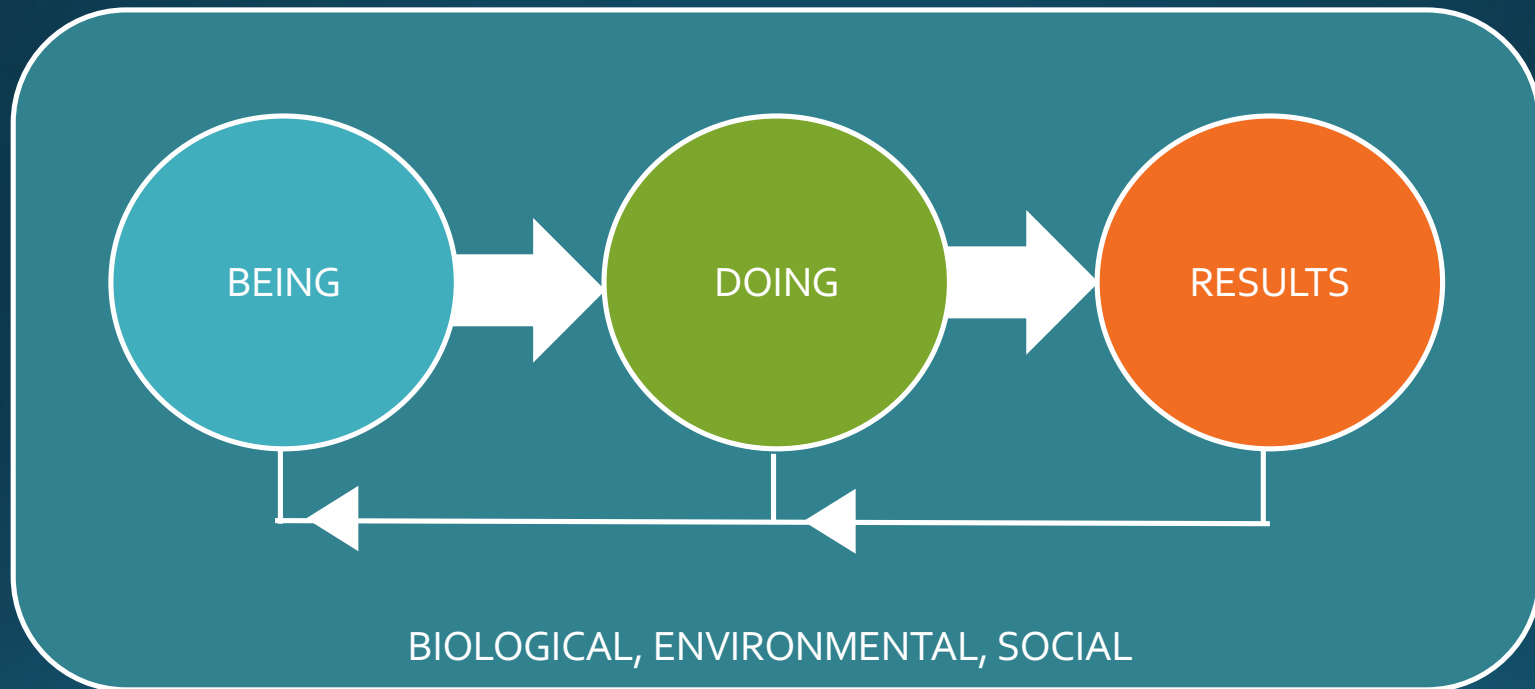 BEING
DOING
RESULTS
BIOLOGICAL, ENVIRONMENTAL, SOCIAL